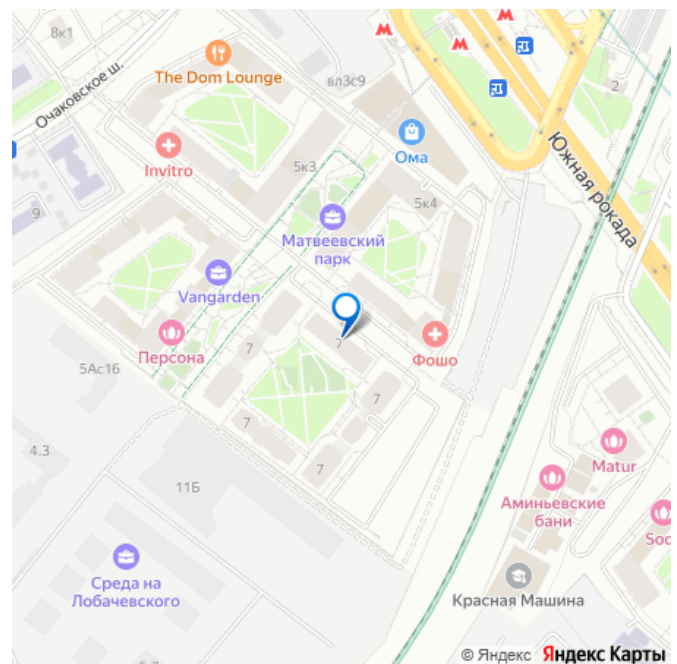 8к1
The Dom Lounge
Очаковское ш.
вл3с9
2
Invitro
5к3
Ома
Южная рокада
9
5к4
Матвеевский
парк
Vangarden
Персона
7
7
Фошо
5Ас16
7
7
7
4.3
11Б
Matur
Аминьевские
бани
Soc
Среда на
Лобачевского
Красная Машина
© Яндекс Яндекс Карты